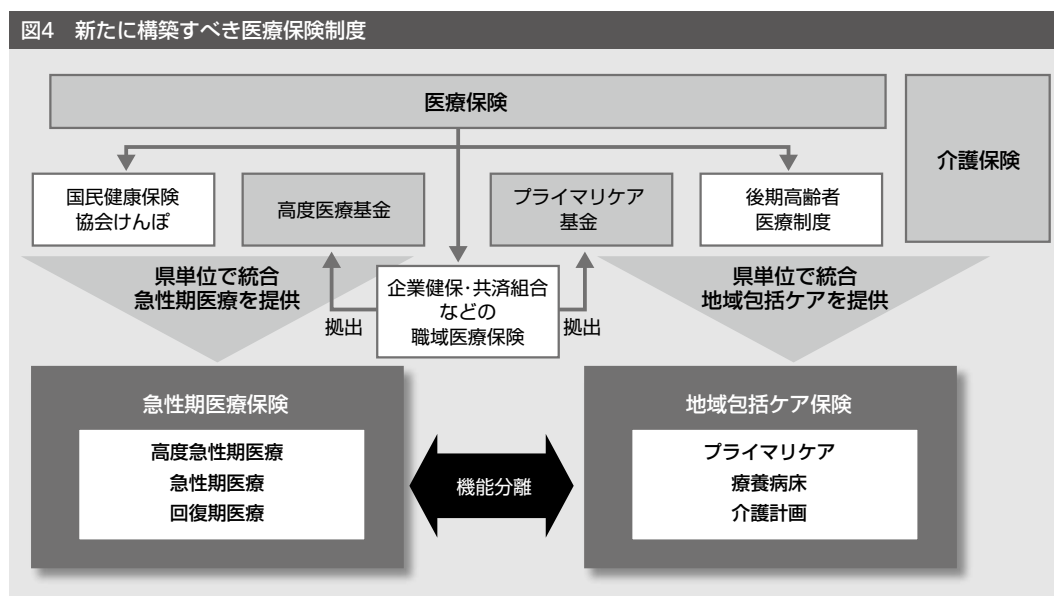 図4　新たに構築すべき医療保険制度
医療保険
介護保険
国民健康保険
協会けんぽ
高度医療基金
プライマリケア
基金
後期高齢者
医療制度
県単位で統合
急性期医療を提供
拠出
企業健保・共済組合
などの
職域医療保険
拠出
県単位で統合
地域包括ケアを提供
急性期医療保険
高度急性期医療
急性期医療
回復期医療
機能分離
地域包括ケア保険
プライマリケア
療養病床
介護計画